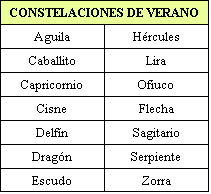 CONSTELACIONES DE VERANO
Aguila Hércules
Caballito Lira
Capricornio Ofiuco
Cisne Flecha
Delfín Sagitario
Dragón Serpiente
Escudo Zorra